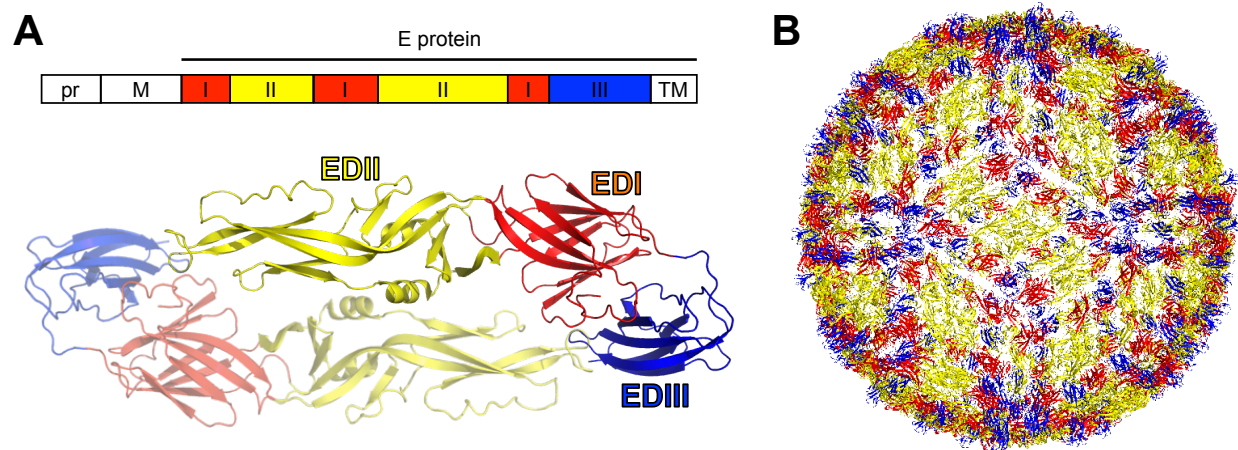 A
B
E protein
pr M I II I II I III TM
EDII
EDI
EDIII